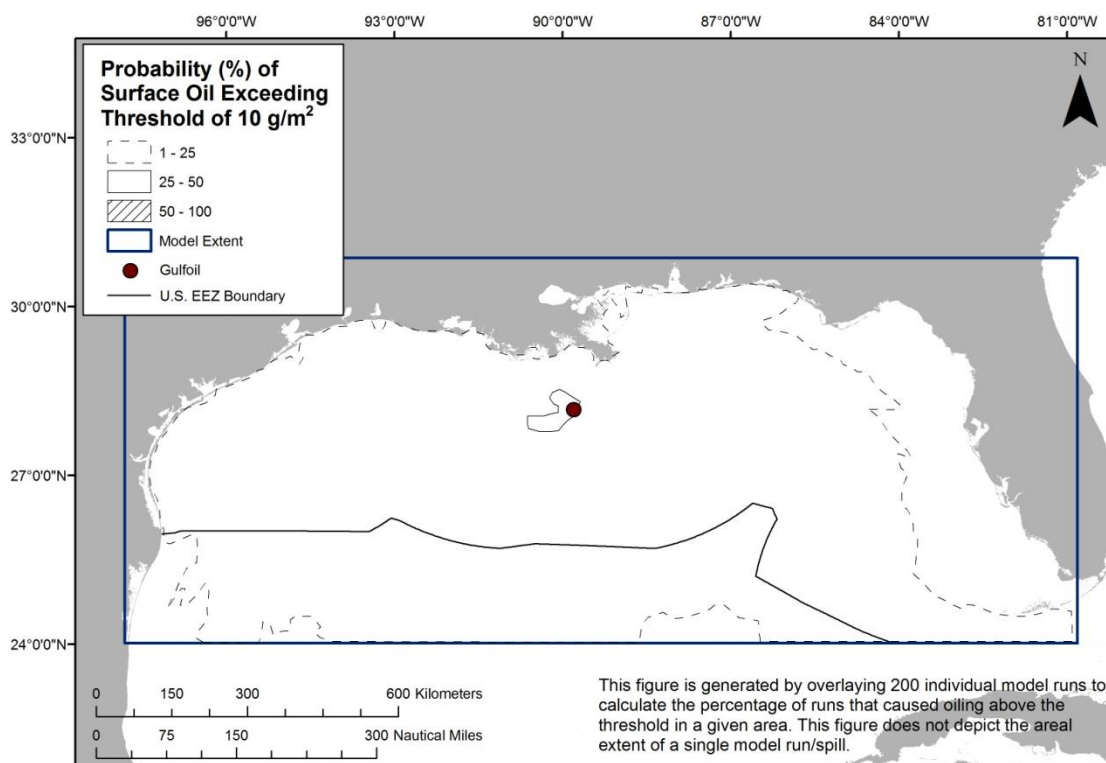 96°0'0"W 93°0'0"W 90°0'0"W 87°0'0"W 84°0'0"W 81°0'0"W
N
Probability (%) of
Surface Oil Exceeding
Threshold of 10 g/m²
1 - 25
25 - 50
50 - 100
Model Extent
Gulfoil
U.S. EEZ Boundary
33°0'0"N
30°0'0"N
27°0'0"N
24°0'0"N
0 150 300 600 Kilometers
0 75 150 300 Nautical Miles
This figure is generated by overlaying 200 individual model runs to
calculate the percentage of runs that caused oiling above the
threshold in a given area. This figure does not depict the areal
extent of a single model run/spill.